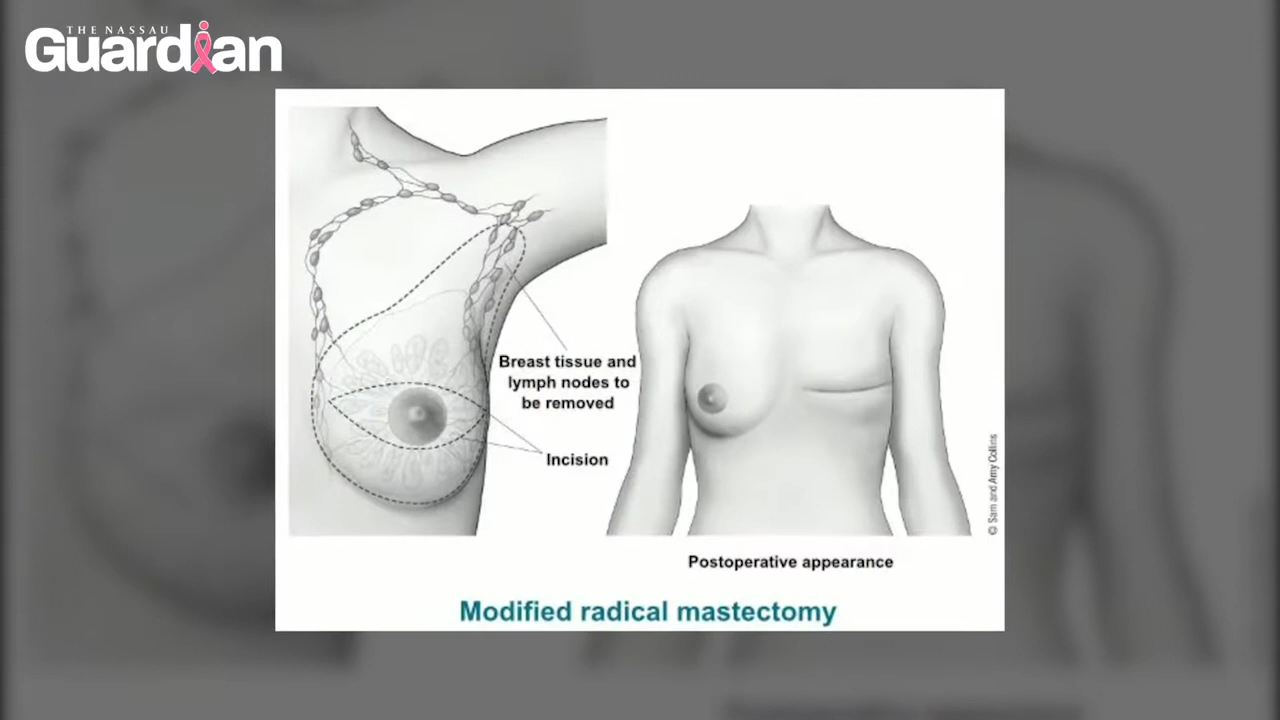 THE NASSAU
Guardian
Breast tissue and
lymph nodes to
be removed
Incision
© Sam and Amy Collins
Postoperative appearance
Modified radical mastectomy